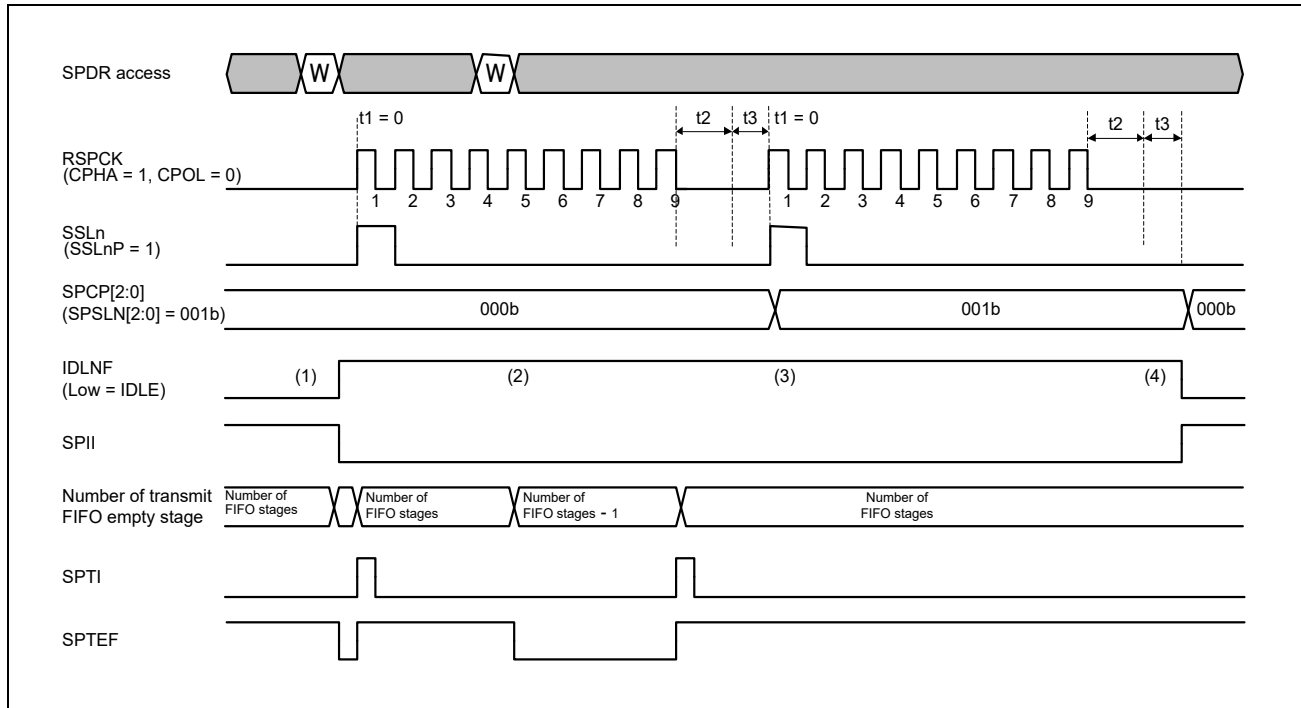 SPDR access W W
t1 = 0 t2 t3 t1 = 0 t2 t3
RSPCK
(CPHA = 1, CPOL = 0)
1 2 3 4 5 6 7 8 9 1 2 3 4 5 6 7 8 9
SSLn
(SSLnP = 1)
SPCP[2:0]
(SPSLN[2:0] = 001b)
000b 001b 000b
IDLNF
(Low = IDLE)
(1) (2) (3) (4)
SPII
Number of transmit
FIFO empty stage
Number of
FIFO stages
Number of
FIFO stages
Number of
FIFO stages - 1
Number of
FIFO stages
SPTI
SPTEF